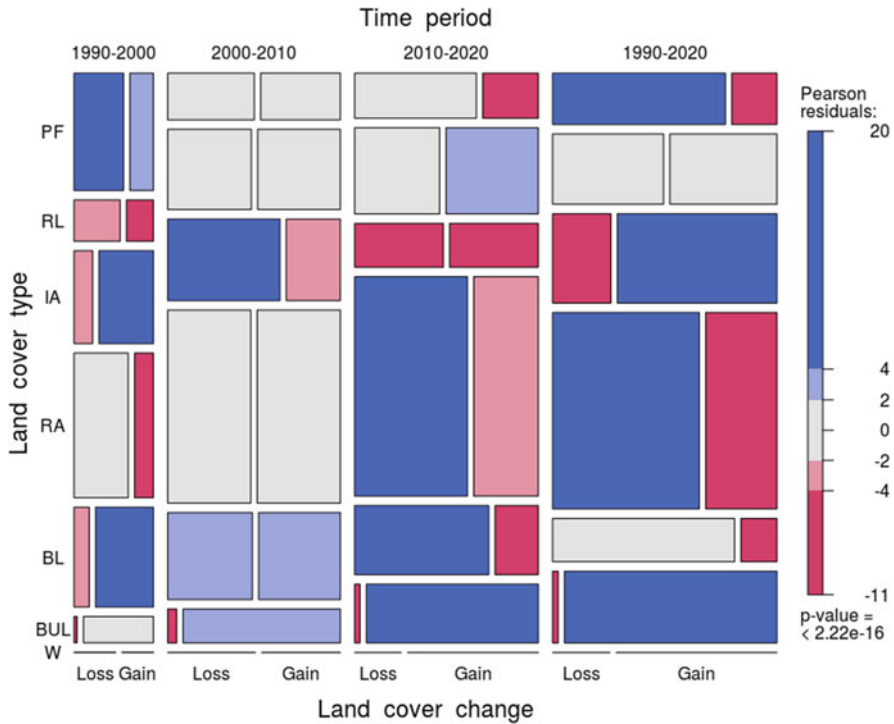 Time period
1990-2000 2000-2010 2010-2020 1990-2020
Pearson
residuals:
20
PF
RL
IA
RA
BL
BUL
W
4
2
0
-2
-4
-11
p-value =
< 2.22e-16
Land cover type
Loss Gain Loss Gain Loss Gain Loss Gain
Land cover change